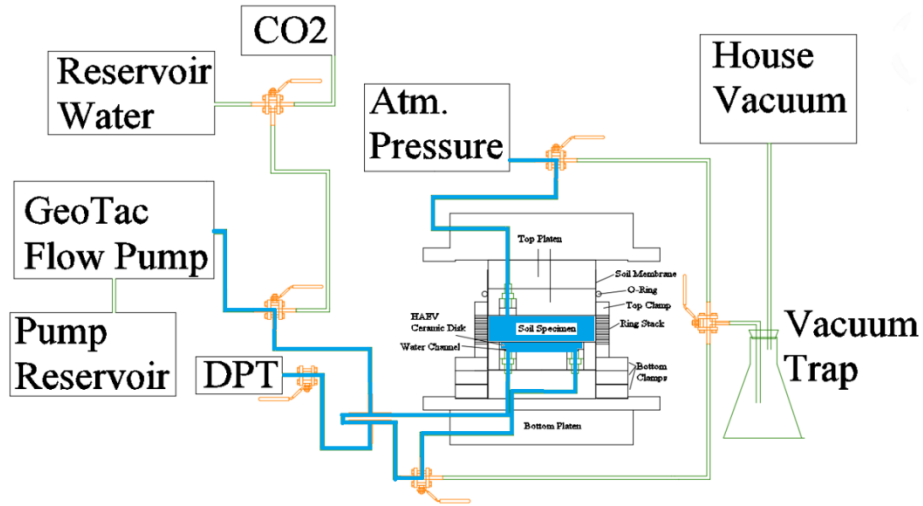 CO2
Reservoir
Water
House
Vacuum
Atm.
Pressure
GeoTac
Flow Pump
Pump
Reservoir
DPT
Top Platen
Soil Membrane
O-Ring
Top Clamp
HAEV
Ceramic Disk
Soil Specimen
Ring Stack
Water Channel
Bottom
Clamps
Bottom Platen
Vacuum
Trap